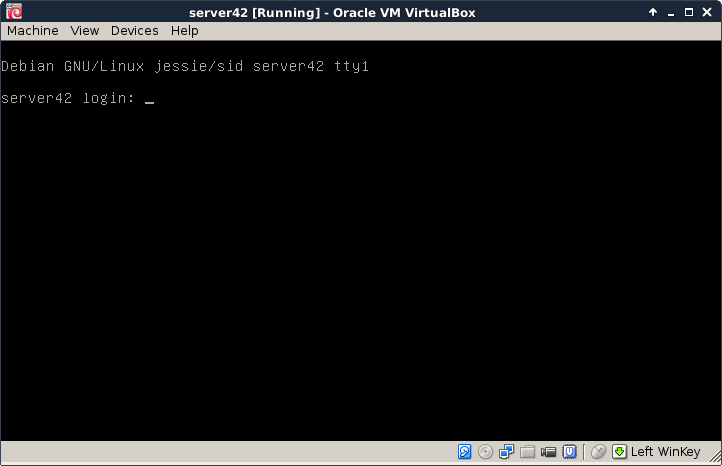 server42 [Running] - Oracle VM VirtualBox
Machine View Devices Help
Debian GNU/Linux jessie/sid server42 tty1
server42 login: _
Left WinKey